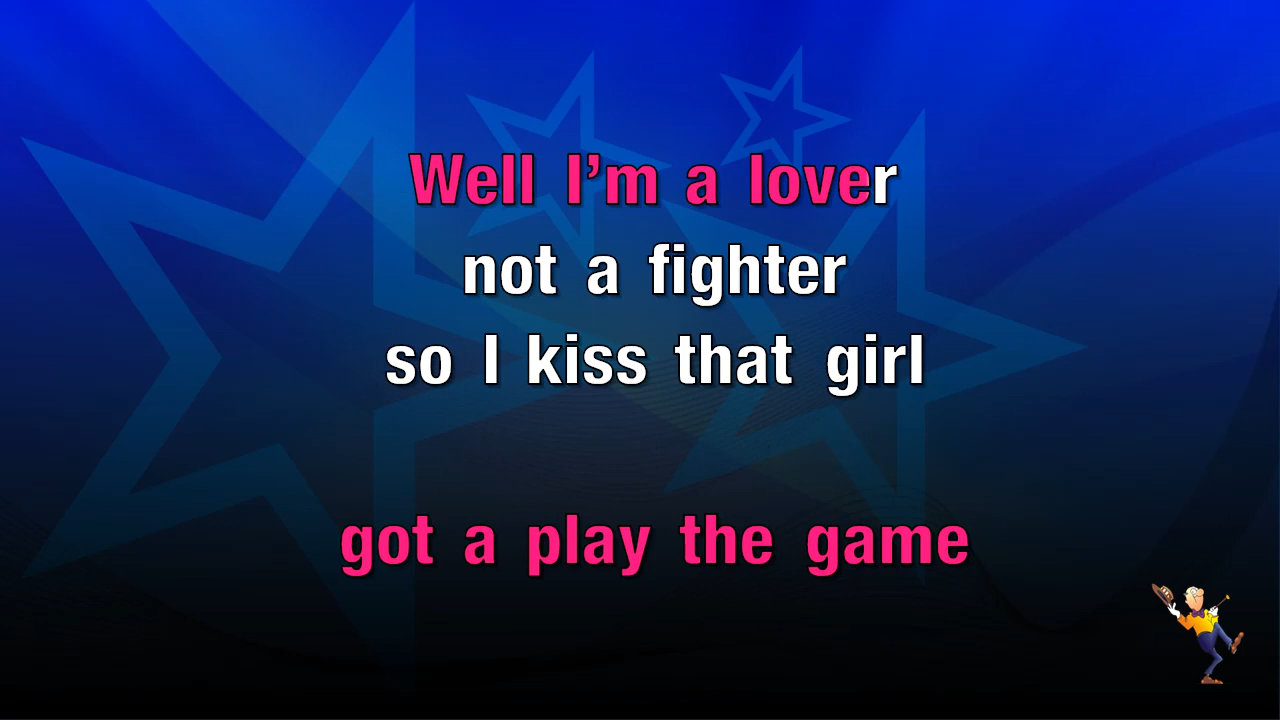 Well I’m a lover
not a fighter
so I kiss that girl
got a play the game